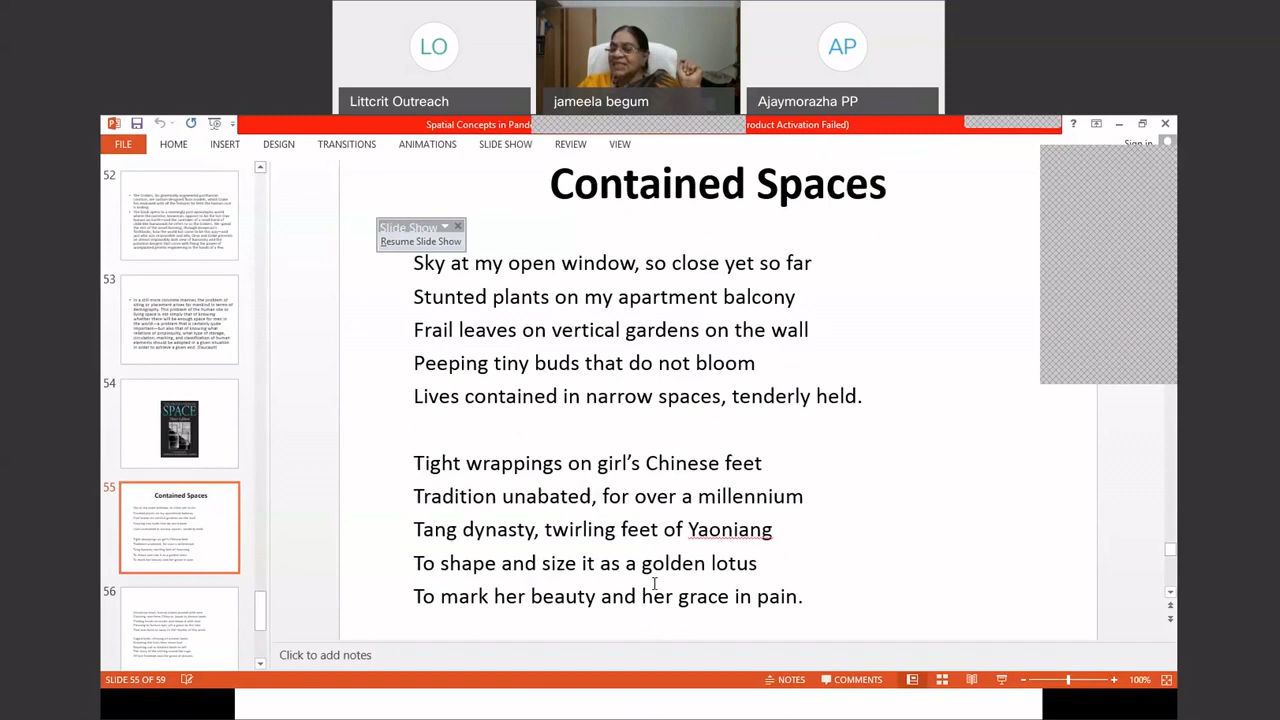 LO
AP
Littcrit Outreach
jameela begum
Ajaymorazha PP
Spatial Concepts in Pand
roduct Activation Failed)
?
Sign in
FILE
HOME
INSERT
DESIGN
TRANSITIONS
ANIMATIONS
SLIDE SHOW
REVIEW
VIEW
52
53
54
SPACE
55
Contained Spaces
56
Contained Spaces
Slide Show
Resume Slide Show
Sky at my open window, so close yet so far
Stunted plants on my apartment balcony
Frail leaves on vertical gardens on the wall
Peeping tiny buds that do not bloom
Lives contained in narrow spaces, tenderly held.
Tight wrappings on girl's Chinese feet
Tradition unabated, for over a millennium
Tang dynasty, twirling feet of Yaoniang
To shape and size it as a golden lotus
To mark her beauty and her grace in pain.
Click to add notes
SLIDE 55 OF 59
NOTES
COMMENTS
100%